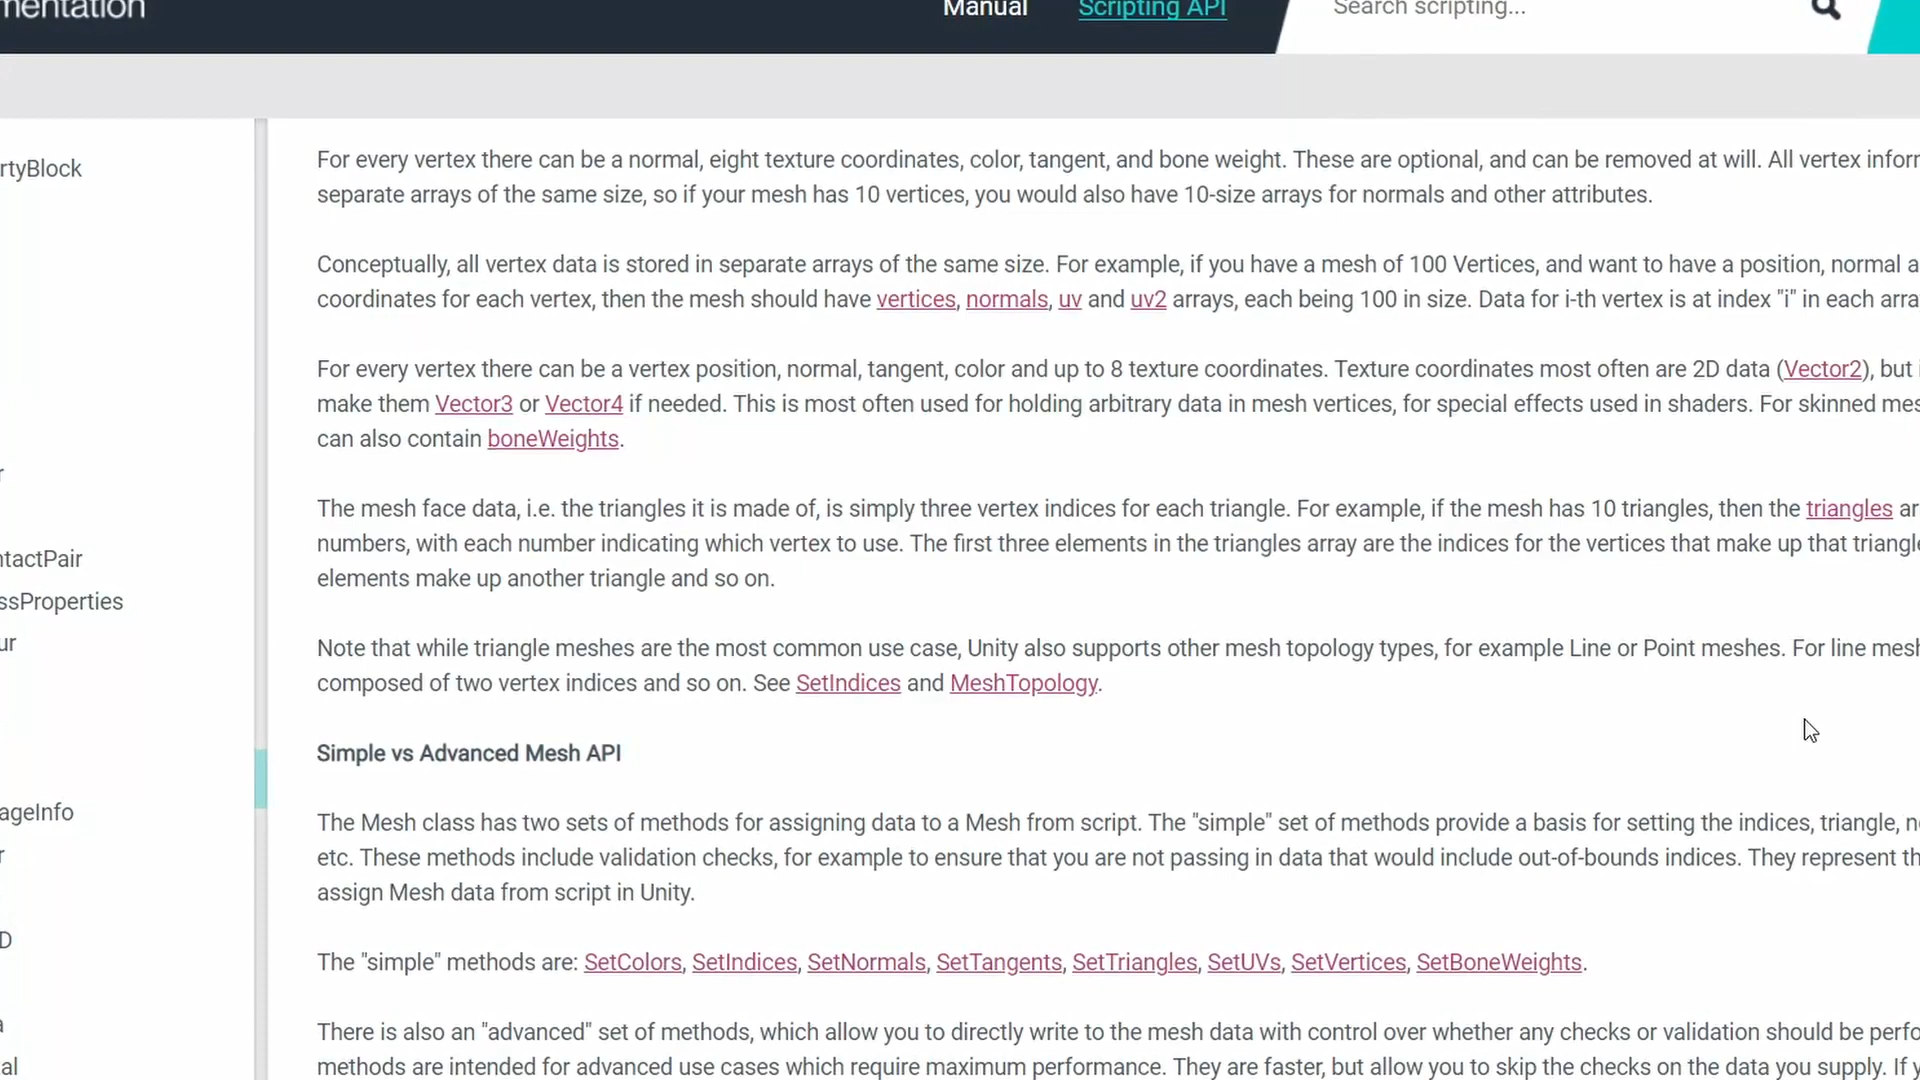 mentation
Manual
Scripting API
Search scripting...
rtyBlock
r
ntactPair
ssProperties
ur
ageInfo
r
D
a
al
For every vertex there can be a normal, eight texture coordinates, color, tangent, and bone weight. These are optional, and can be removed at will. All vertex infor
separate arrays of the same size, so if your mesh has 10 vertices, you would also have 10-size arrays for normals and other attributes.
Conceptually, all vertex data is stored in separate arrays of the same size. For example, if you have a mesh of 100 Vertices, and want to have a position, normal a
coordinates for each vertex, then the mesh should have vertices, normals, uv and uv2 arrays, each being 100 in size. Data for i-th vertex is at index "i" in each arra
For every vertex there can be a vertex position, normal, tangent, color and up to 8 texture coordinates. Texture coordinates most often are 2D data (Vector2), but i
make them Vector3 or Vector4 if needed. This is most often used for holding arbitrary data in mesh vertices, for special effects used in shaders. For skinned mes
can also contain boneWeights.
The mesh face data, i.e. the triangles it is made of, is simply three vertex indices for each triangle. For example, if the mesh has 10 triangles, then the triangles ar
numbers, with each number indicating which vertex to use. The first three elements in the triangles array are the indices for the vertices that make up that triangle
elements make up another triangle and so on.
Note that while triangle meshes are the most common use case, Unity also supports other mesh topology types, for example Line or Point meshes. For line mesh
composed of two vertex indices and so on. See SetIndices and MeshTopology.
Simple vs Advanced Mesh API
The Mesh class has two sets of methods for assigning data to a Mesh from script. The "simple" set of methods provide a basis for setting the indices, triangle, n
etc. These methods include validation checks, for example to ensure that you are not passing in data that would include out-of-bounds indices. They represent th
assign Mesh data from script in Unity.
The "simple" methods are: SetColors, SetIndices, SetNormals, SetTangents, SetTriangles, SetUVs, SetVertices, SetBoneWeights.
There is also an "advanced" set of methods, which allow you to directly write to the mesh data with control over whether any checks or validation should be perfo
methods are intended for advanced use cases which require maximum performance. They are faster, but allow you to skip the checks on the data you supply. If y